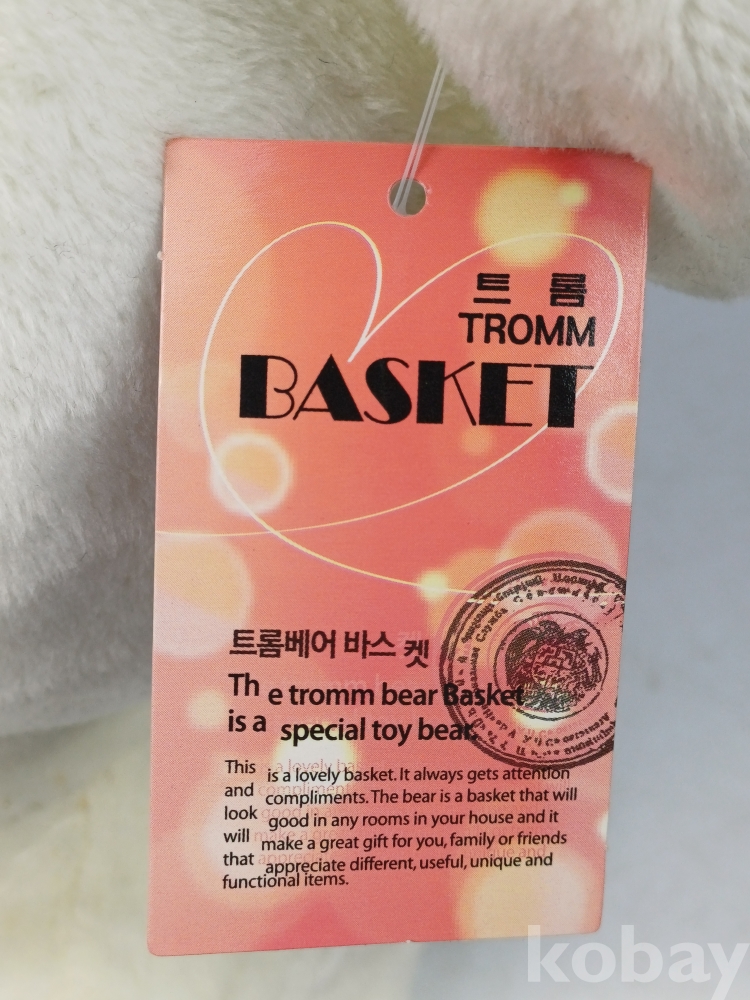 트 롬
TROMM
BASKET
트롬베어 바스 켓
Th e tromm bear Basket
is a special toy bear.
This is a lovely basket. It always gets attention
and compliments. The bear is a basket that will
look good in any rooms in your house and it
will make a great gift for you, family or friends
that appreciate different, useful, unique and
functional items.
kobay